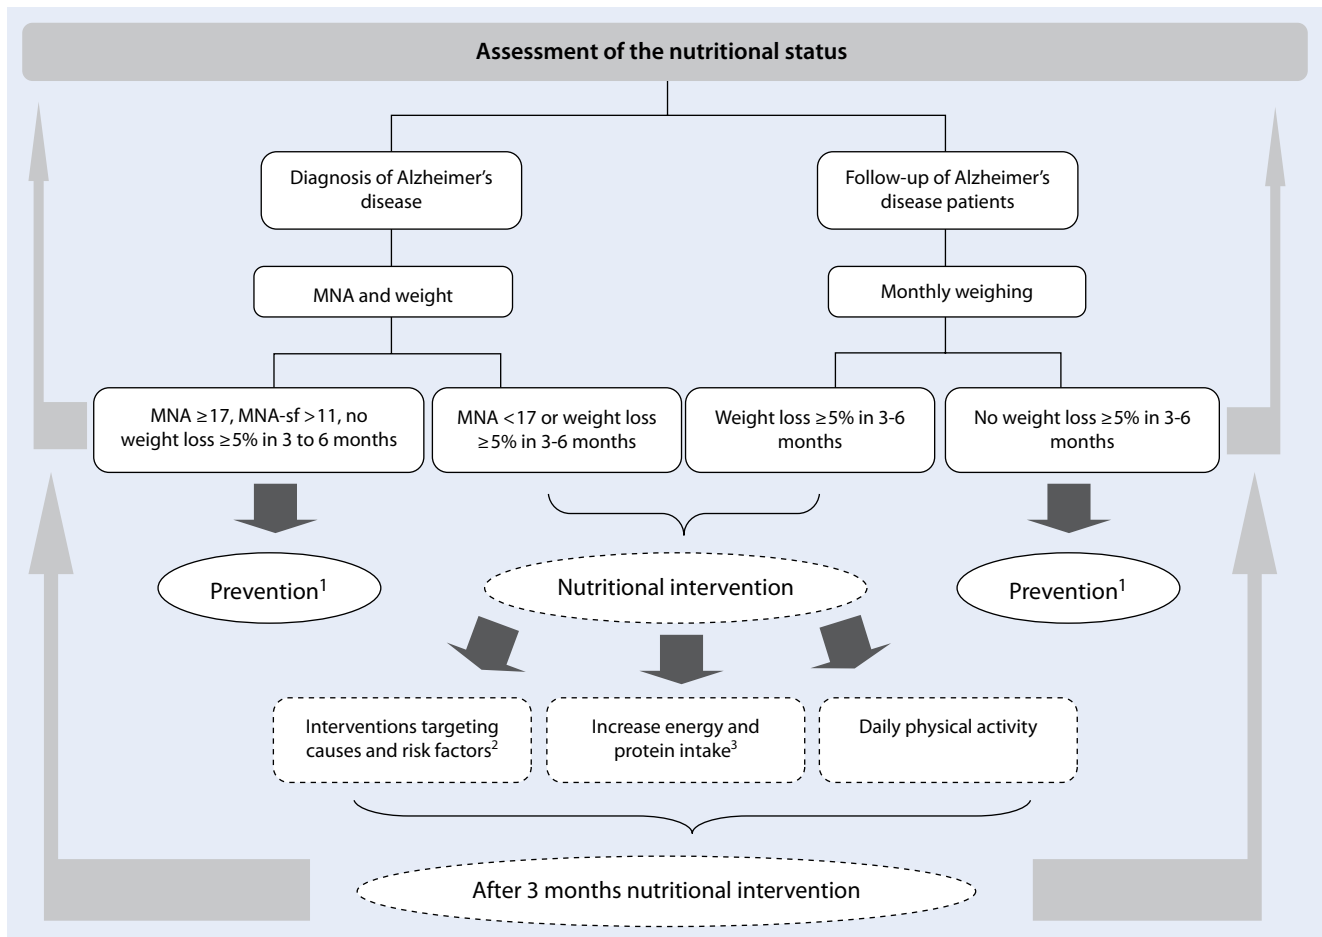 Assessment of the nutritional status
Diagnosis of Alzheimer's
disease
Follow-up of Alzheimer's
disease patients
MNA and weight
Monthly weighing
MNA ≥17, MNA-sf >11, no
weight loss ≥5% in 3 to 6 months
MNA <17 or weight loss
≥5% in 3-6 months
Weight loss ≥5% in 3-6
months
No weight loss ≥5% in 3-6
months
Prevention¹
Nutritional intervention
Prevention¹
Interventions targeting
causes and risk factors²
Increase energy and
protein intake³
Daily physical activity
After 3 months nutritional intervention